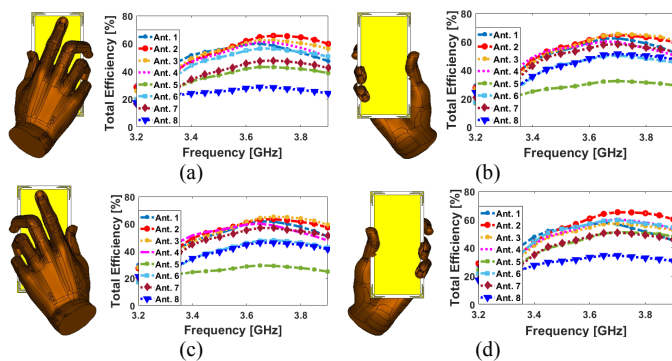 Total Efficiency [%]
80
60
40
20
0
Ant. 1
Ant. 2
Ant. 3
Ant. 4
Ant. 5
Ant. 6
Ant. 7
Ant. 8
3.2 3.4 3.6 3.8
Frequency [GHz]
(a)
Total Efficiency [%]
80
60
40
20
0
Ant. 1
Ant. 2
Ant. 3
Ant. 4
Ant. 5
Ant. 6
Ant. 7
Ant. 8
3.2 3.4 3.6 3.8
Frequency [GHz]
(b)
Total Efficiency [%]
80
60
40
20
0
Ant. 1
Ant. 2
Ant. 3
Ant. 4
Ant. 5
Ant. 6
Ant. 7
Ant. 8
3.2 3.4 3.6 3.8
Frequency [GHz]
(c)
Total Efficiency [%]
80
60
40
20
0
Ant. 1
Ant. 2
Ant. 3
Ant. 4
Ant. 5
Ant. 6
Ant. 7
Ant. 8
3.2 3.4 3.6 3.8
Frequency [GHz]
(d)